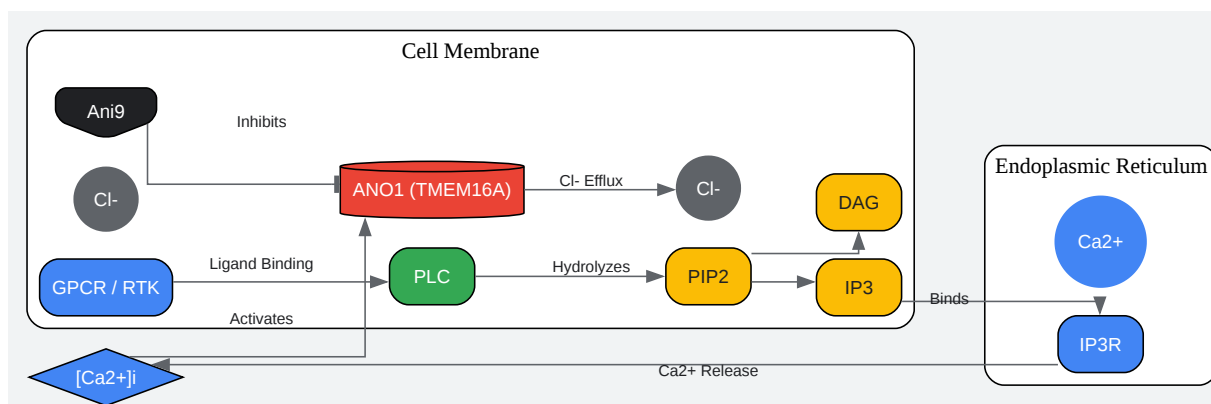 Cell Membrane
Ani9
Inhibits
Endoplasmic Reticulum
ANO1 (TMEM16A)
Cl- Efflux
Cl-
Cl-
DAG
Ca2+
GPCR / RTK
Ligand Binding
PLC
Hydrolyzes
PIP2
IP3
Binds
Activates
IP3R
[Ca2+]i
Ca2+ Release